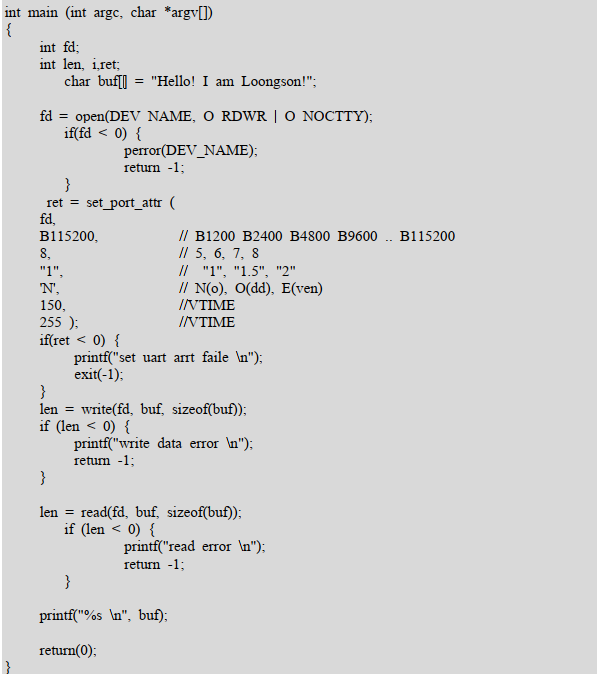 int main (int argc, char *argv[])
{
int fd;
int len, i,ret;
char buf[] = "Hello! I am Loongson!";
fd = open(DEV NAME, O RDWR | O NOCTTY);
if(fd < 0) {
perror(DEV_NAME);
return -1;
}
ret = set_port_attr (
fd,
B115200, // B1200 B2400 B4800 B9600 .. B115200
8, // 5, 6, 7, 8
"1", // "1", "1.5", "2"
'N', // N(o), O(dd), E(ven)
150, //VTIME
255 ); //VTIME
if(ret < 0) {
printf("set uart arrt faile \n");
exit(-1);
}
len = write(fd, buf, sizeof(buf));
if (len < 0) {
printf("write data error \n");
return -1;
}
len = read(fd, buf, sizeof(buf));
if (len < 0) {
printf("read error \n");
return -1;
}
printf("%s \n", buf);
return(0);
}